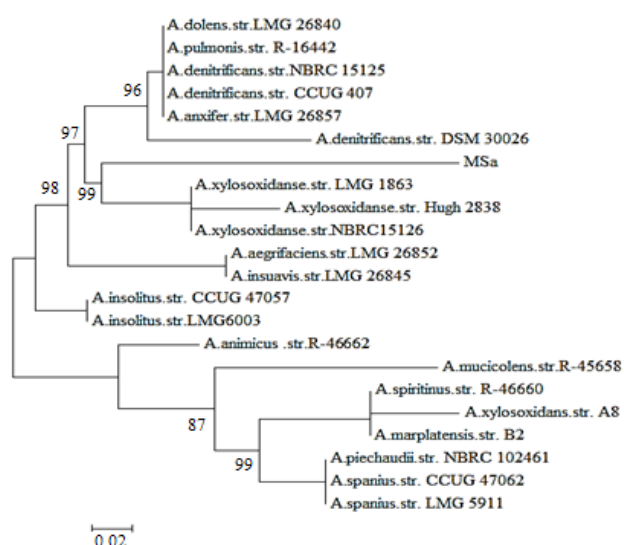 A.dolens.str.LMG 26840
A.pulmonis.str. R-16442
A.denitrificans.str.NBRC 15125
96
A.denitrificans.str. CCUG 407
A.anxifer.str.LMG 26857
97
A.denitrificans.str. DSM 30026
MSa
98
99
A.xylosoxidanse.str. LMG 1863
A.xylosoxidanse.str. Hugh 2838
A.xylosoxidanse.str.NBRC15126
A.aegrifaciens.str.LMG 26852
A.insuavis.str.LMG 26845
A.insolitus.str. CCUG 47057
A.insolitus.str.LMG6003
A.animicus .str.R-46662
A.mucicolens.str.R-45658
A.spiritinus.str. R-46660
A.xylosoxidans.str. A8
87
A.marplatensis.str. B2
A.piechaudii.str. NBRC 102461
99
A.spanius.str. CCUG 47062
A.spanius.str. LMG 5911
0.02